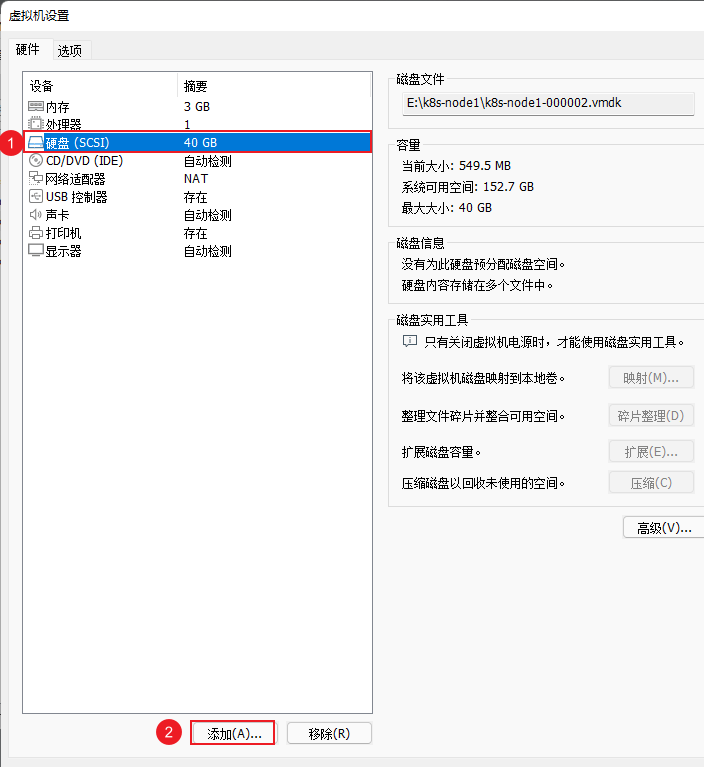 虚拟机设置
硬件 选项
设备 摘要
内存 3 GB
处理器 1
1 硬盘 (SCSI) 40 GB
CD/DVD (IDE) 自动检测
网络适配器 NAT
USB 控制器 存在
声卡 自动检测
打印机 存在
显示器 自动检测
2 添加(A)... 移除(R)
磁盘文件
E:\k8s-node1\k8s-node1-000002.vmdk
容量
当前大小: 549.5 MB
系统可用空间: 152.7 GB
最大大小: 40 GB
磁盘信息
没有为此硬盘预分配磁盘空间。
硬盘内容存储在多个文件中。
磁盘实用工具
只有关闭虚拟机电源时，才能使用磁盘实用工具。
将该虚拟机磁盘映射到本地卷。 映射(M)...
整理文件碎片并整合可用空间。 碎片整理(D)
扩展磁盘容量。 扩展(E)...
压缩磁盘以回收未使用的空间。 压缩(C)
高级(V)...